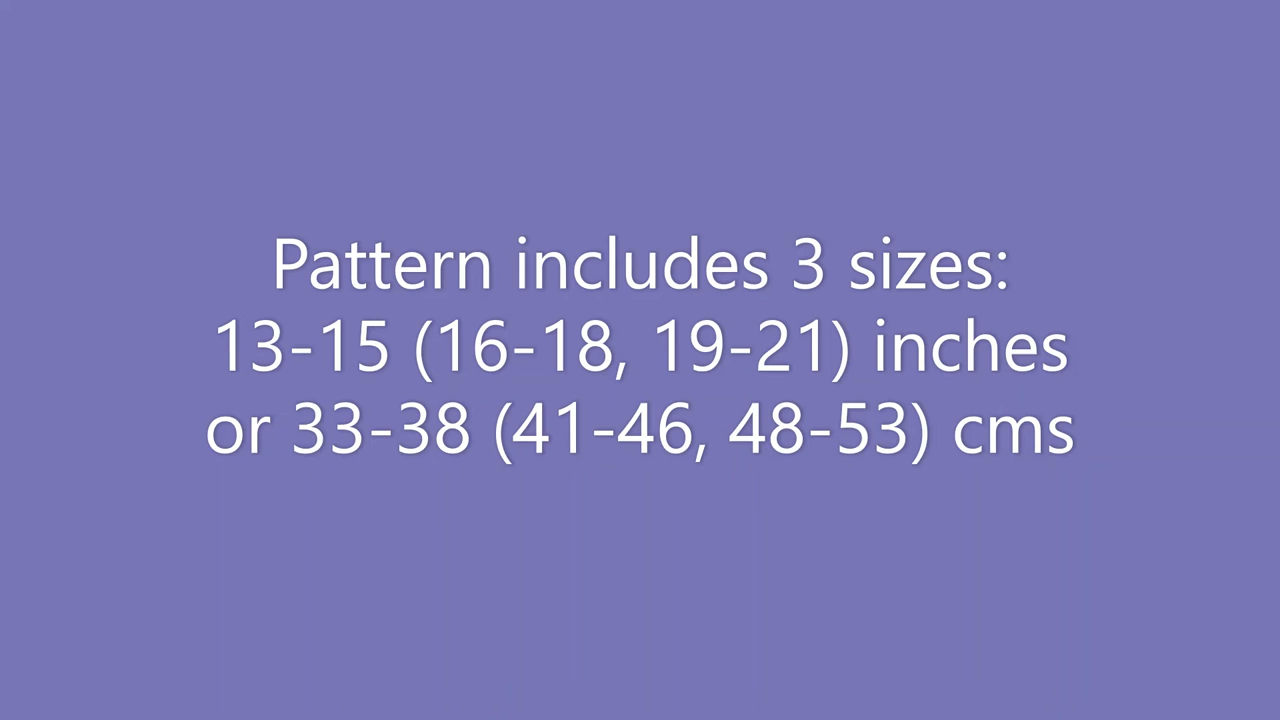 Pattern includes 3 sizes:
13-15 (16-18, 19-21) inches
or 33-38 (41-46, 48-53) cms